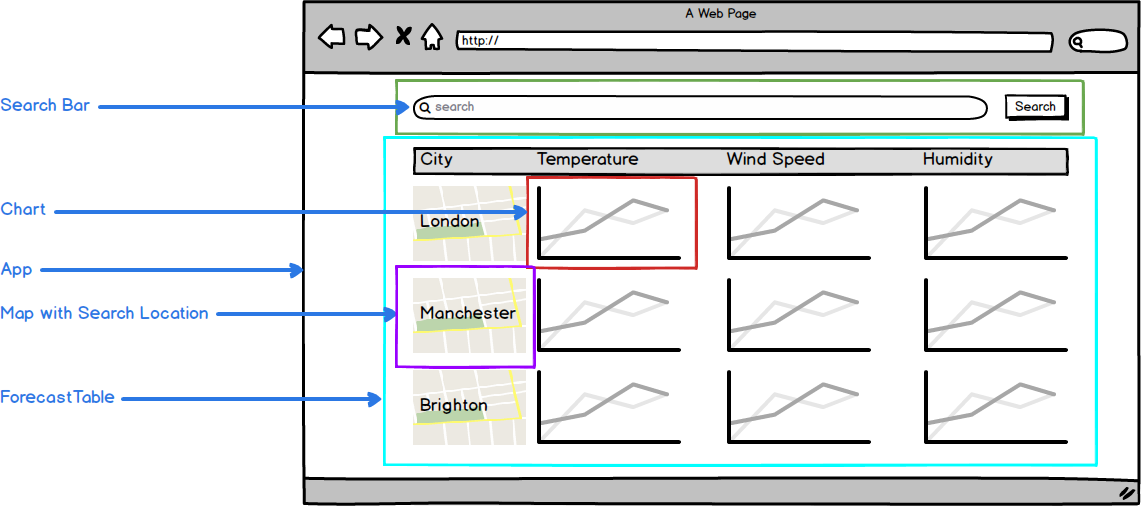 A Web Page
http://
Search Bar
search
Search
City Temperature Wind Speed Humidity
Chart
London
App
Map with Search Location
Manchester
ForecastTable
Brighton